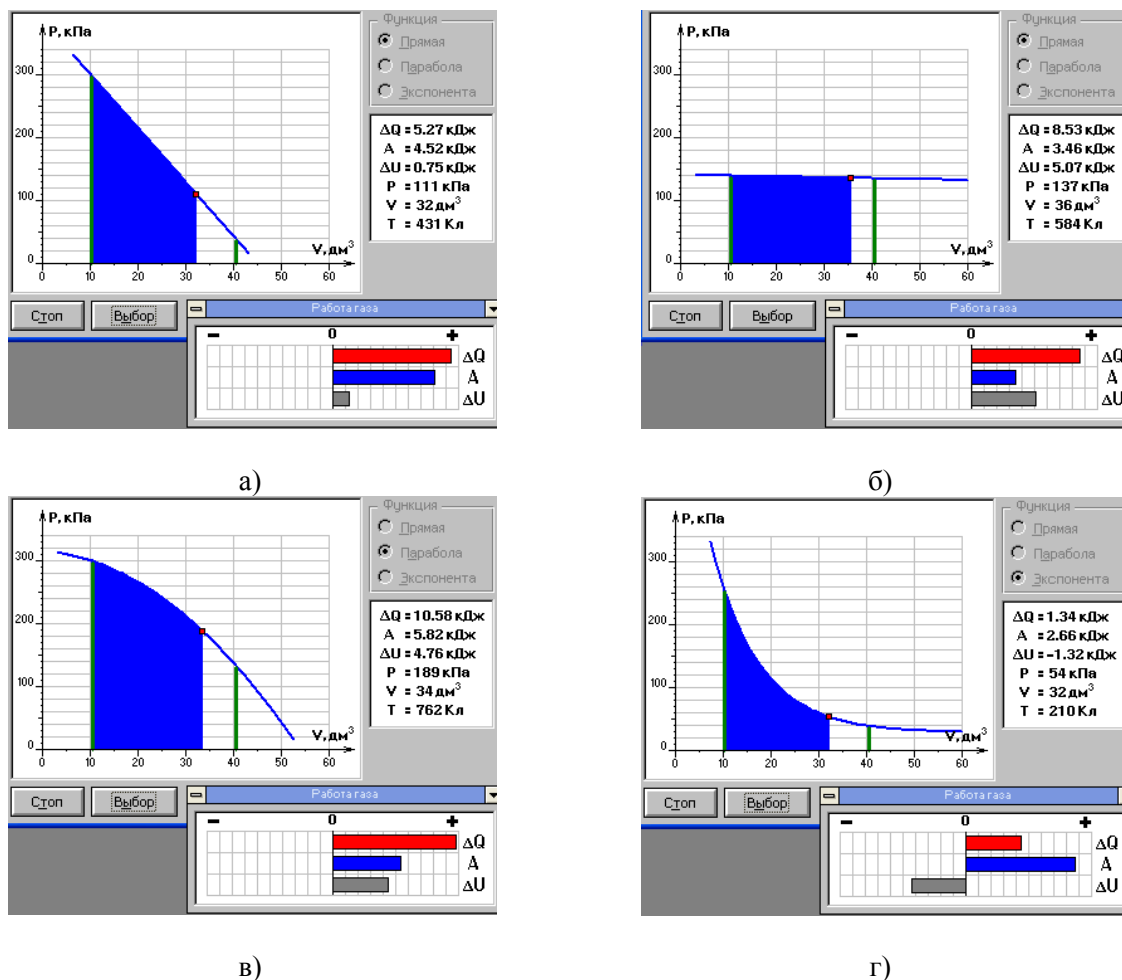 P, кПа
300
200
100
0
0 10 20 30 40 50 60
V, дм³
Функция
Прямая
Парабола
Экспонента
ΔQ = 5.27 кДж
A = 4.52 кДж
ΔU = 0.75 кДж
P = 111 кПа
V = 32 дм³
T = 431 Кл
Стоп Выбор
Работа газа
- 0 +
ΔQ
A
ΔU
а)
P, кПа
300
200
100
0
0 10 20 30 40 50 60
V, дм³
Функция
Прямая
Парабола
Экспонента
ΔQ = 8.53 кДж
A = 3.46 кДж
ΔU = 5.07 кДж
P = 137 кПа
V = 36 дм³
T = 584 Кл
Стоп Выбор
Работа газа
- 0 +
ΔQ
A
ΔU
б)
P, кПа
300
200
100
0
0 10 20 30 40 50 60
V, дм³
Функция
Прямая
Парабола
Экспонента
ΔQ = 10.58 кДж
A = 5.82 кДж
ΔU = 4.76 кДж
P = 189 кПа
V = 34 дм³
T = 762 Кл
Стоп Выбор
Работа газа
- 0 +
ΔQ
A
ΔU
в)
P, кПа
300
200
100
0
0 10 20 30 40 50 60
V, дм³
Функция
Прямая
Парабола
Экспонента
ΔQ = 1.34 кДж
A = 2.66 кДж
ΔU = -1.32 кДж
P = 54 кПа
V = 32 дм³
T = 210 Кл
Стоп Выбор
Работа газа
- 0 +
ΔQ
A
ΔU
г)